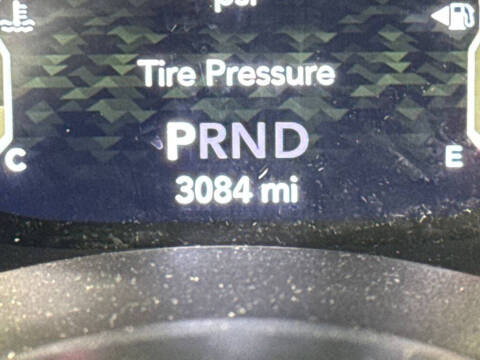 psi
Tire Pressure
PRND
C
E
3084 mi